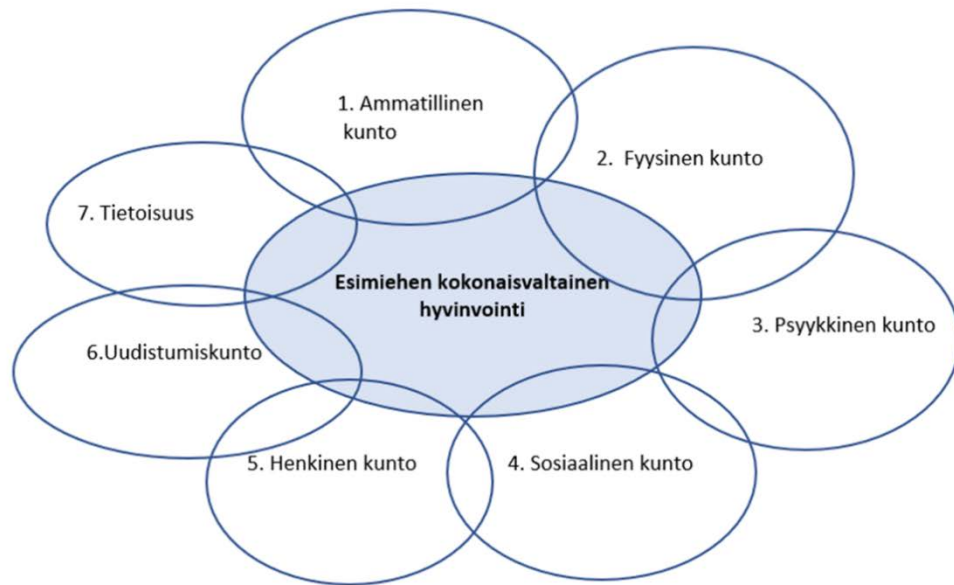 1. Ammatillinen
kunto
2. Fyysinen kunto
7. Tietoisuus
Esimiehen kokonaisvaltainen
hyvinvointi
3. Psyykkinen kunto
6.Uudistumiskunto
5. Henkinen kunto
4. Sosiaalinen kunto